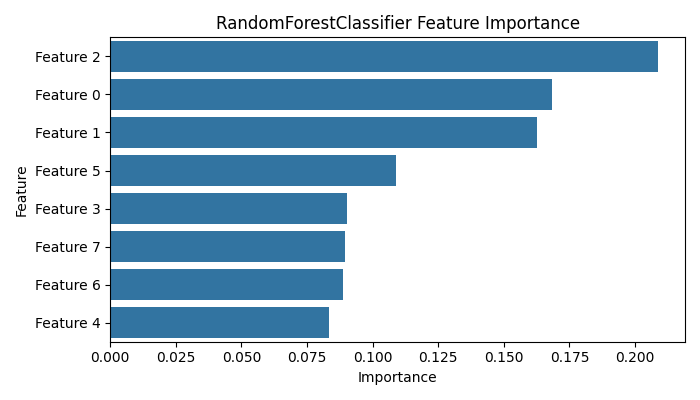 RandomForestClassifier Feature Importance
Feature 2
Feature 0
Feature 1
Feature 5
Feature 3
Feature 7
Feature 6
Feature 4
Feature
0.000 0.025 0.050 0.075 0.100 0.125 0.150 0.175 0.200
Importance